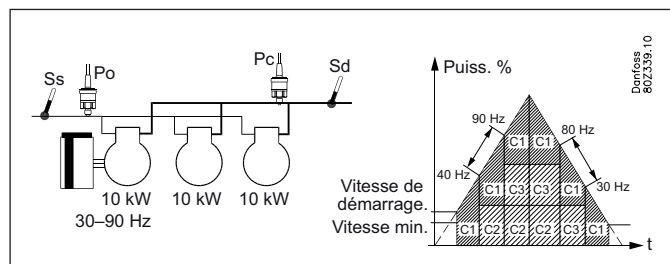 Ss
Po
Pc
Sd
10 kW
10 kW
10 kW
30–90 Hz
Danfoss
80Z339.10
Puiss. %
90 Hz
80 Hz
40 Hz
30 Hz
C1 C1
C1 C3 C3 C1
C1 C2 C2 C2 C3 C1
Vitesse de
démarrage.
Vitesse min.
t